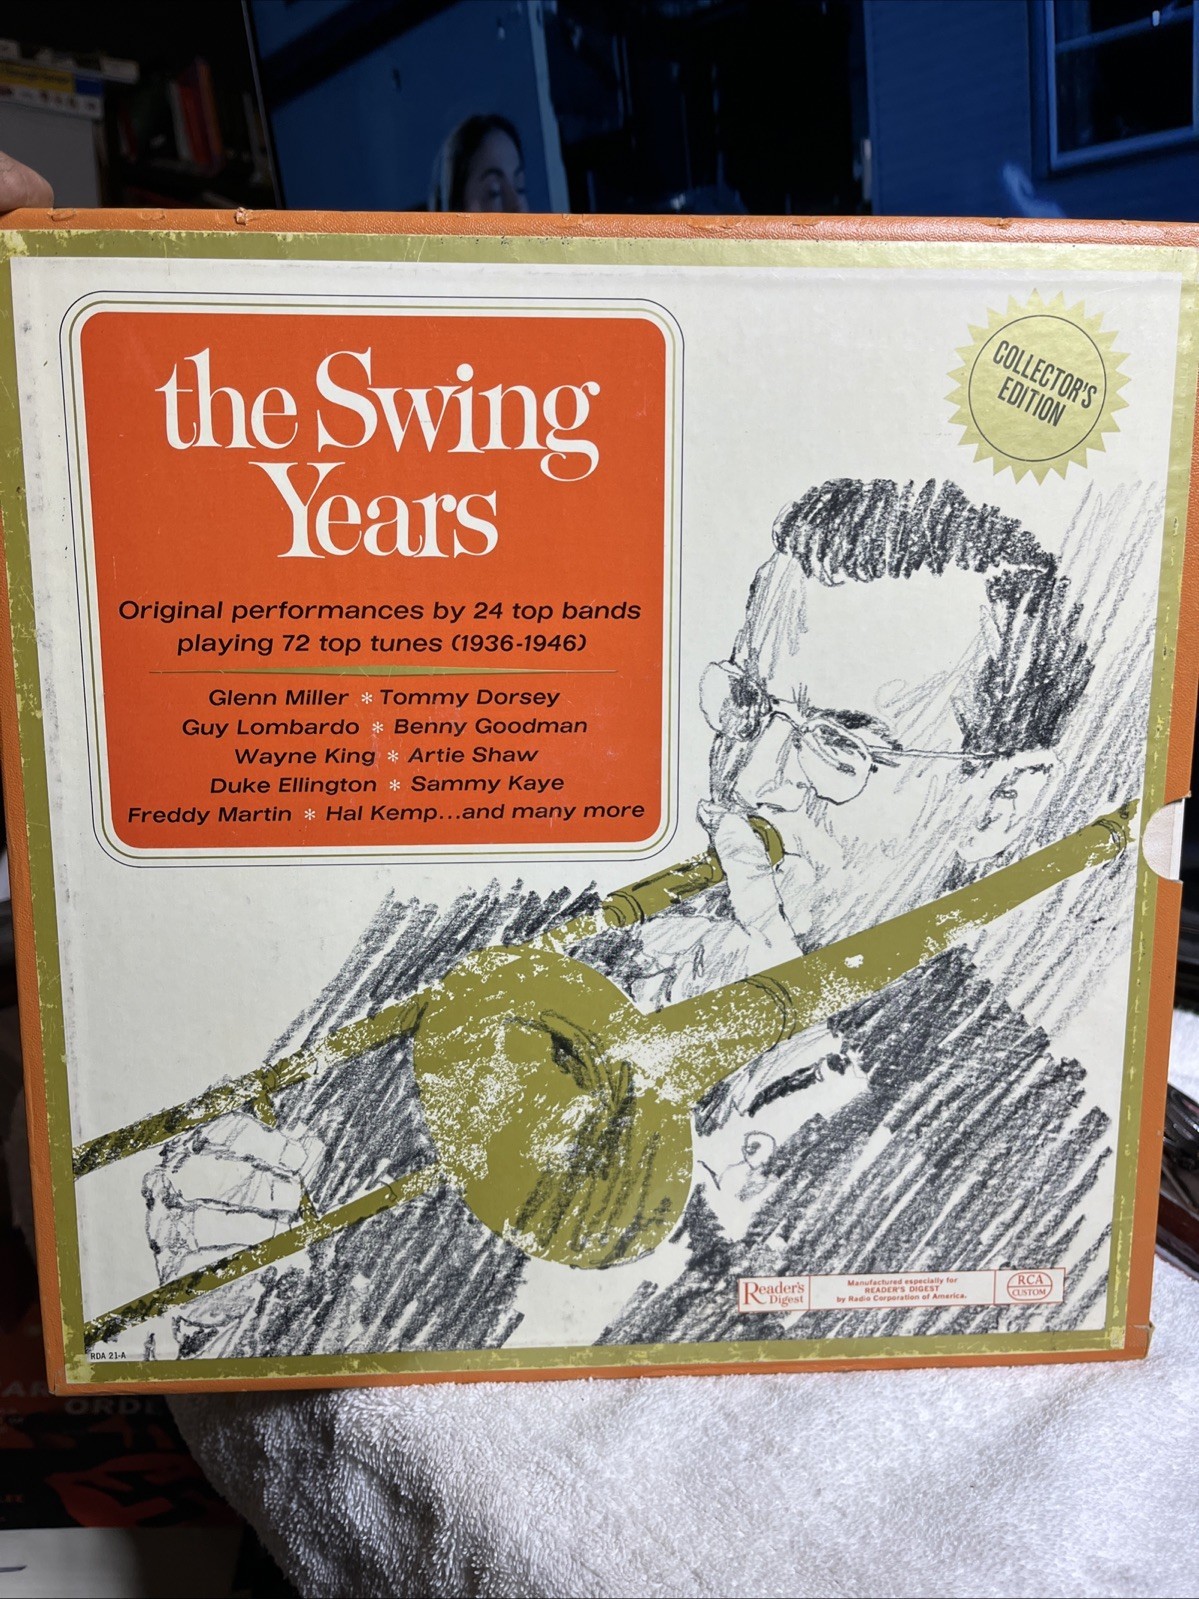 the Swing
Years
Original performances by 24 top bands
playing 72 top tunes (1936-1946)
Glenn Miller * Tommy Dorsey
Guy Lombardo * Benny Goodman
Wayne King * Artie Shaw
Duke Ellington * Sammy Kaye
Freddy Martin * Hal Kemp...and many more
COLLECTOR'S
EDITION
Reader's
Digest
Manufactured especially for
READER'S DIGEST
by Radio Corporation of America.
RCA
CUSTOM
RDA 21-A